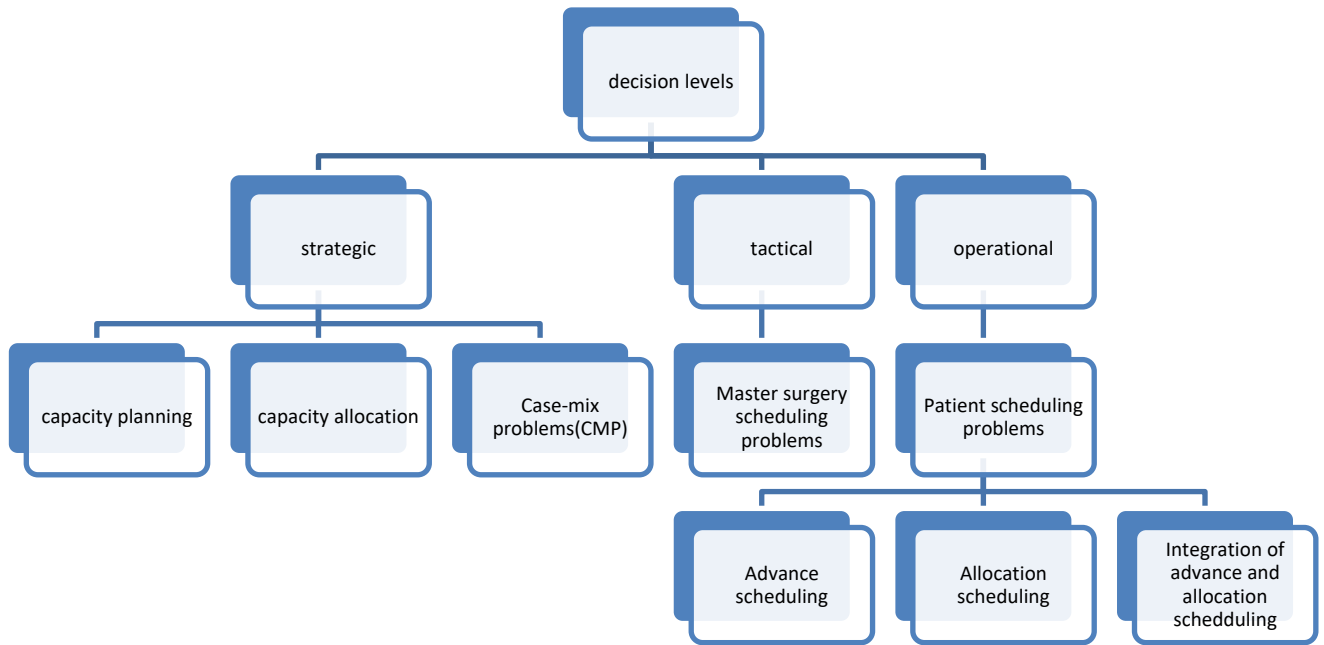 decision levels
strategic
tactical
operational
capacity planning
capacity allocation
Case-mix
problems(CMP)
Master surgery
scheduling
problems
Patient scheduling
problems
Advance
scheduling
Allocation
scheduling
Integration of
advance and
allocation
schedduling